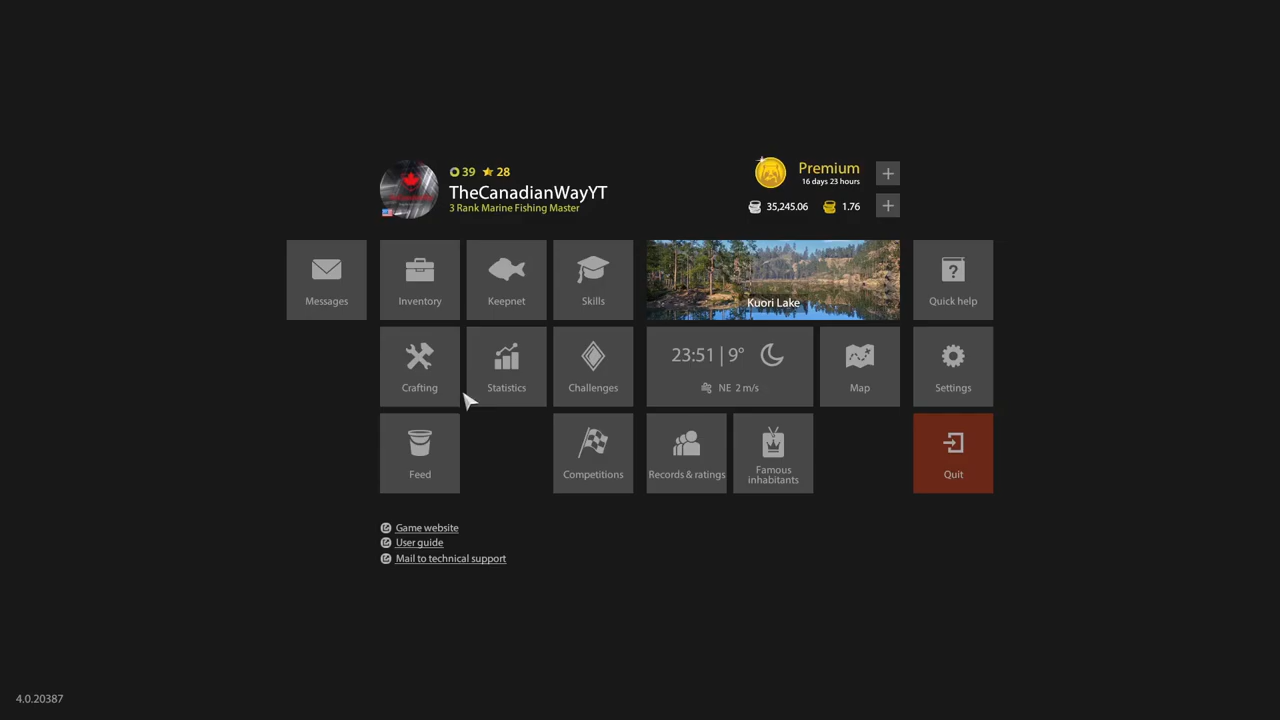 39 28
TheCanadianWayYT
3 Rank Marine Fishing Master
Premium
16 days 23 hours
35,245.06 1.76
Messages
Inventory
Keepnet
Skills
Kuori Lake
Quick help
Crafting
Statistics
Challenges
23:51 | 9°
NE 2 m/s
Map
Settings
Feed
Competitions
Records & ratings
Famous
inhabitants
Quit
Game website
User guide
Mail to technical support
4.0.20387